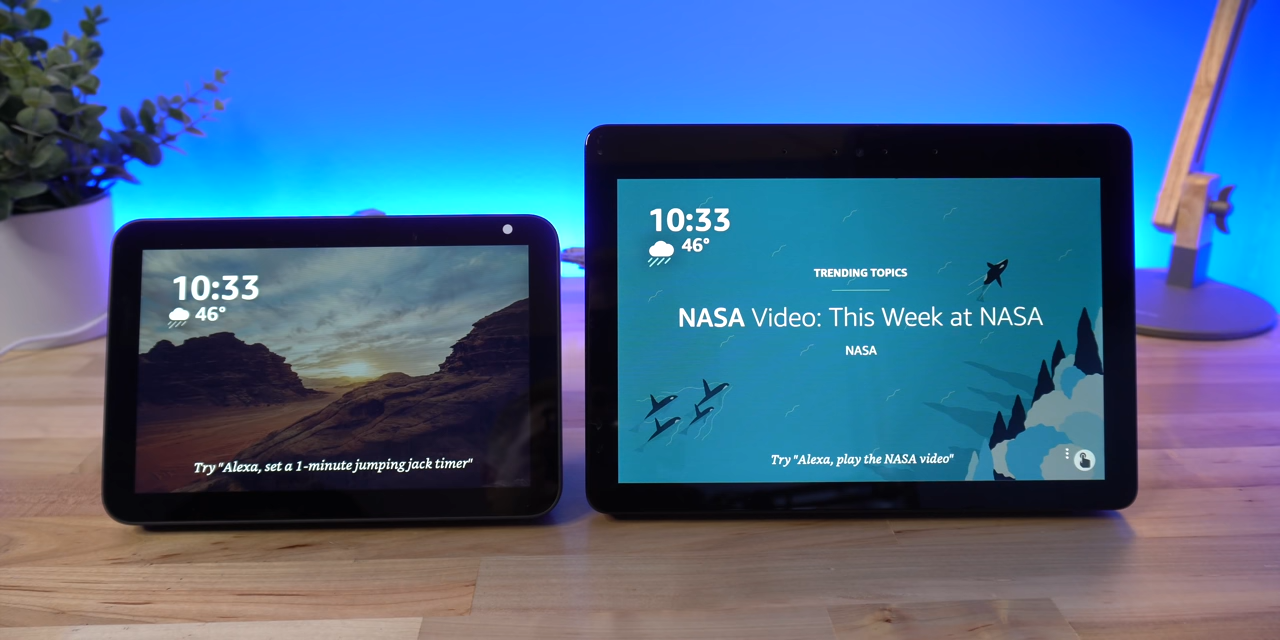 10:33
46°
Try "Alexa, set a 1-minute jumping jack timer"
10:33
46°
TRENDING TOPICS
NASA Video: This Week at NASA
NASA
Try "Alexa, play the NASA video"